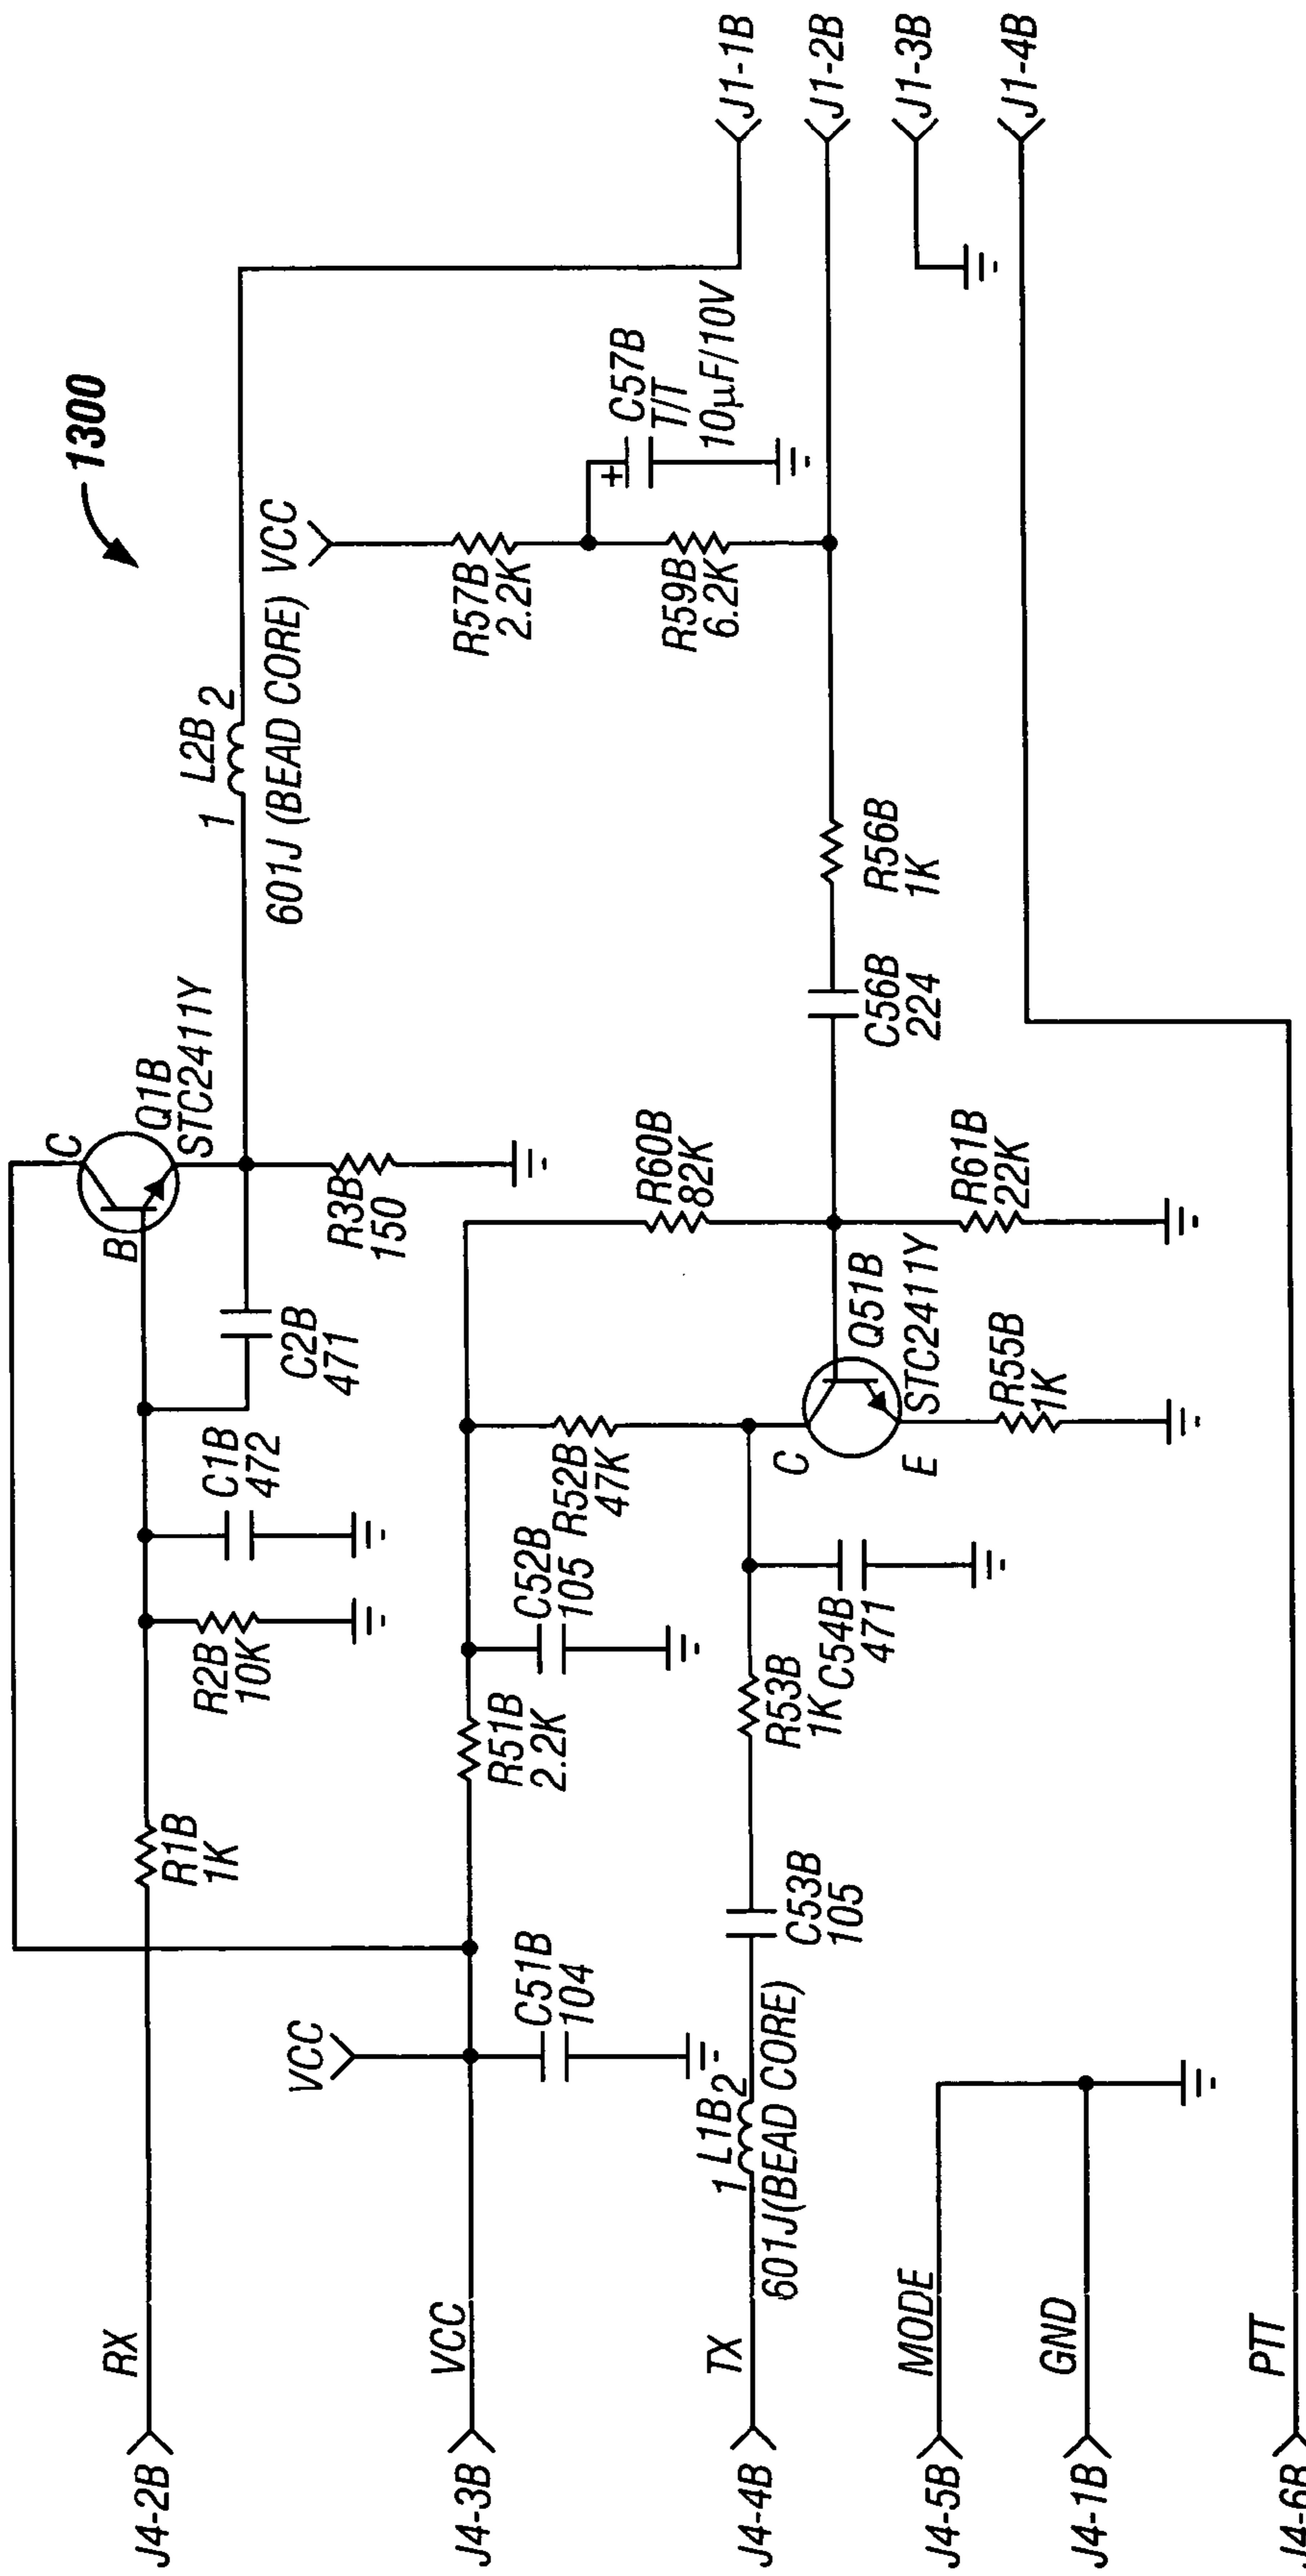 1300
C
B
Q1B
STC2411Y
1 L2B 2
601J (BEAD CORE)
VCC
J1-1B
J1-2B
J1-3B
J1-4B
RX
J4-2B
R1B
1K
R2B
10K
C1B
472
C2B
471
R3B
150
R57B
2.2K
C57B
T/T
+
10µF/10V
R59B
6.2K
VCC
VCC
J4-3B
C51B
104
R51B
2.2K
C52B
105
R52B
47K
R60B
82K
C56B
224
R56B
1K
TX
J4-4B
1 L1B 2
601J(BEAD CORE)
C53B
105
R53B
1K
C54B
471
C
E
Q51B
STC2411Y
R55B
1K
R61B
22K
MODE
J4-5B
GND
J4-1B
PTT
J4-6B